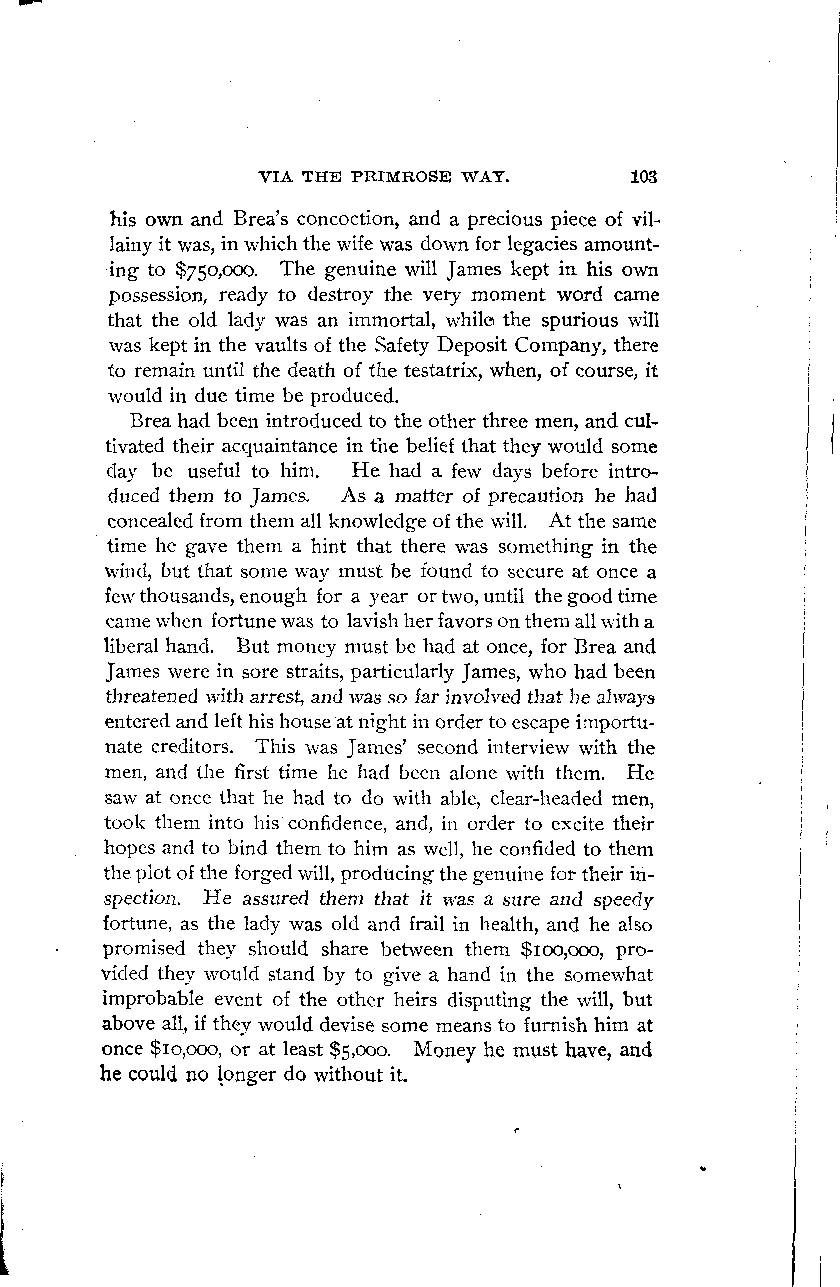 VIA THE PRIMROSE WAY. 103
his own and Brea's concoction, and a precious piece of vil-
lainy it was, in which the wife was down for legacies amount-
ing to $750,000. The genuine will James kept in his own
possession, ready to destroy the very moment word came
that the old lady was an immortal, while the spurious will
was kept in the vaults of the Safety Deposit Company, there
to remain until the death of the testatrix, when, of course, it
would in due time be produced.
Brea had been introduced to the other three men, and cul-
tivated their acquaintance in the belief that they would some
day be useful to him. He had a few days before intro-
duced them to James. As a matter of precaution he had
concealed from them all knowledge of the will. At the same
time he gave them a hint that there was something in the
wind, but that some way must be found to secure at once a
few thousands, enough for a year or two, until the good time
came when fortune was to lavish her favors on them all with a
liberal hand. But money must be had at once, for Brea and
James were in sore straits, particularly James, who had been
threatened with arrest, and was so far involved that he always
entered and left his house at night in order to escape importu-
nate creditors. This was James' second interview with the
men, and the first time he had been alone with them. He
saw at once that he had to do with able, clear-headed men,
took them into his confidence, and, in order to excite their
hopes and to bind them to him as well, he confided to them
the plot of the forged will, producing the genuine for their in-
spection. He assured them that it was a sure and speedy
fortune, as the lady was old and frail in health, and he also
promised they should share between them $100,000, pro-
vided they would stand by to give a hand in the somewhat
improbable event of the other heirs disputing the will, but
above all, if they would devise some means to furnish him at
once $10,000, or at least $5,000. Money he must have, and
he could no longer do without it.